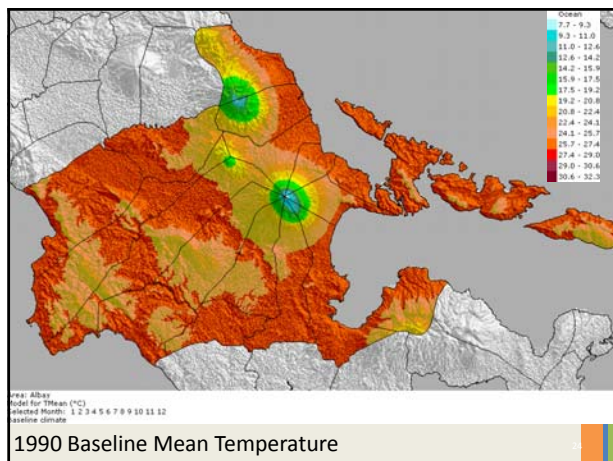 Ocean
7.7 - 9.3
9.3 - 11.0
11.0 - 12.6
12.6 - 14.2
14.2 - 15.9
15.9 - 17.5
17.5 - 19.2
19.2 - 20.8
20.8 - 22.4
22.4 - 24.1
24.1 - 25.7
25.7 - 27.4
27.4 - 29.0
29.0 - 30.6
30.6 - 32.3
Area: Albay
Model for TMean (°C)
Selected Month: 1 2 3 4 5 6 7 8 9 10 11 12
Baseline climate
1990 Baseline Mean Temperature